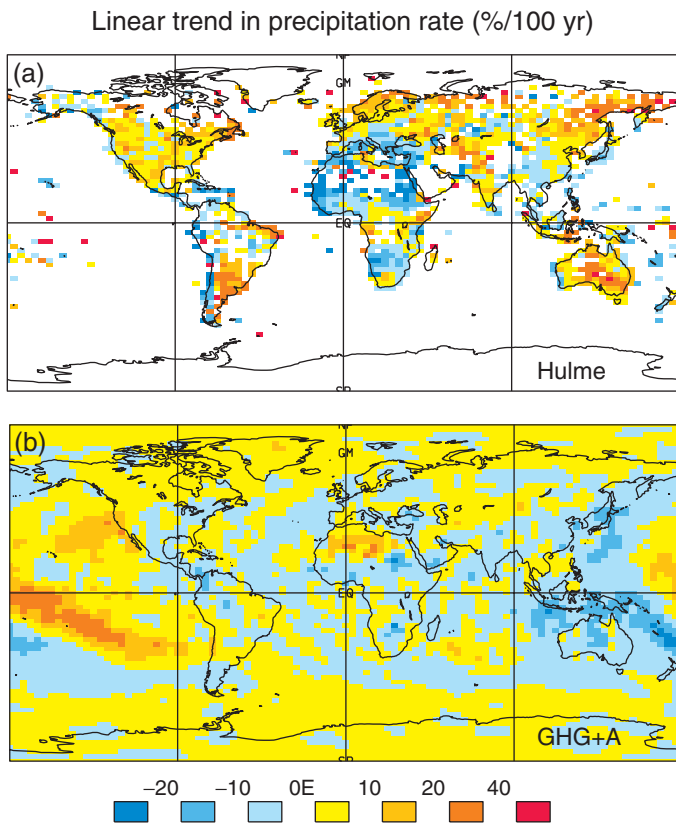 Linear trend in precipitation rate (%/100 yr)
(a)
GM
EQ
Hulme
(b)
GM
EQ
GHG+A
−20 −10 0E 10 20 40